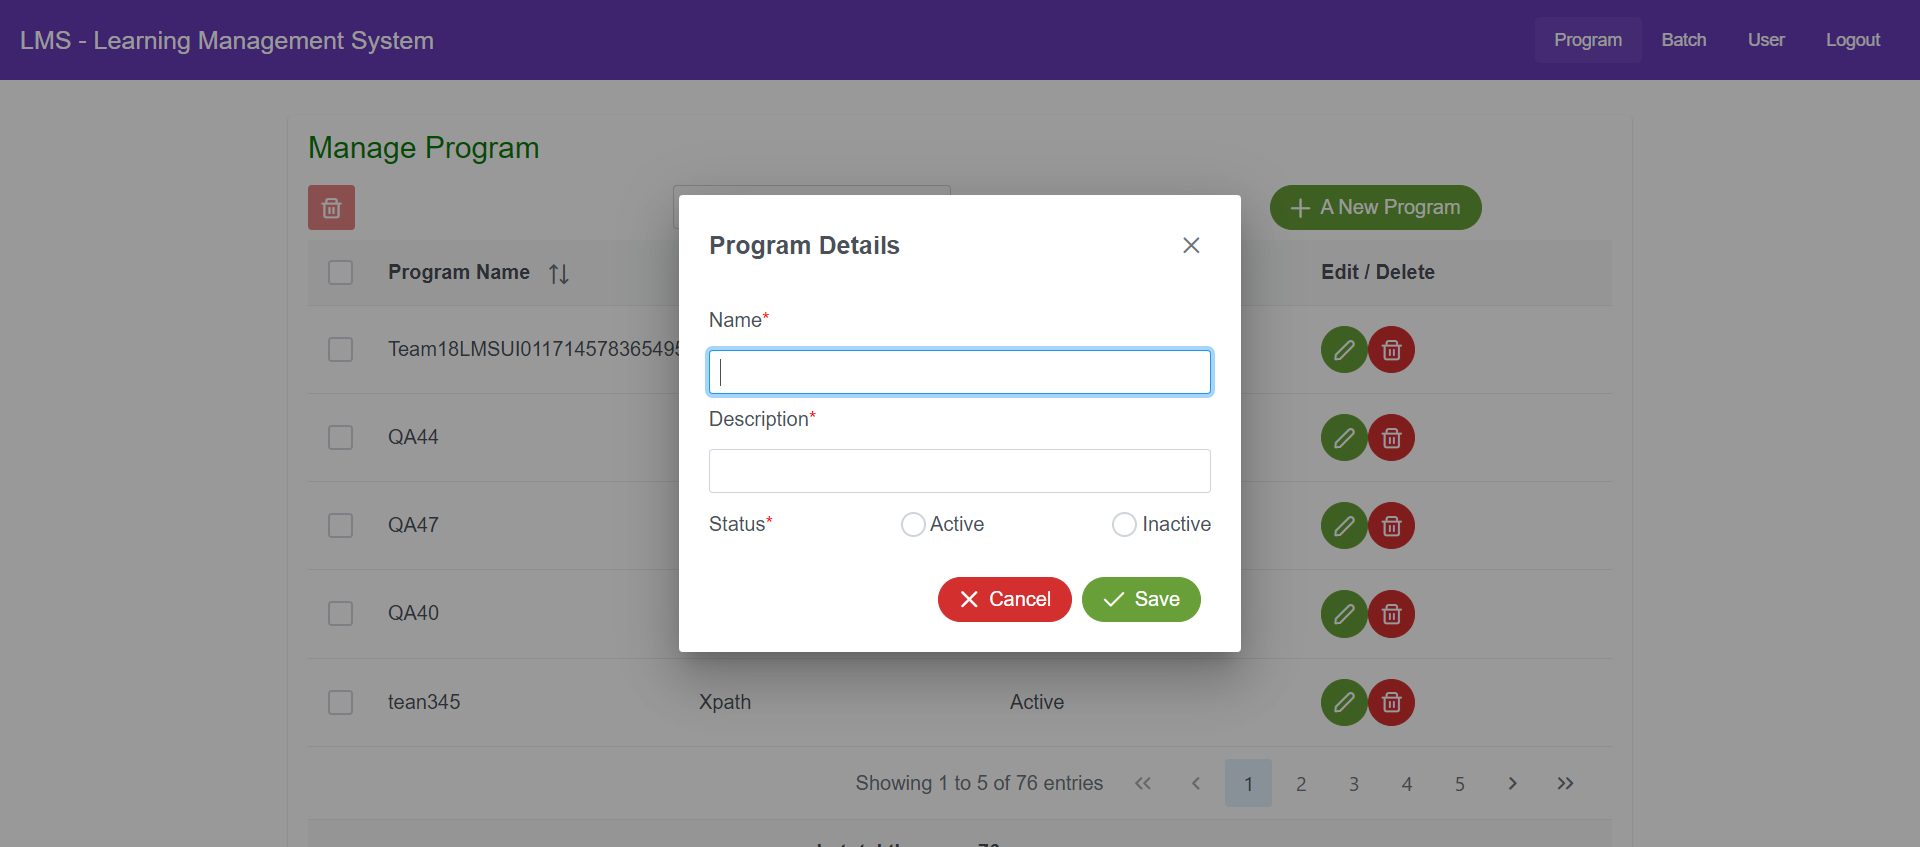 LMS - Learning Management System
Program
Batch
User
Logout
Manage Program
A New Program
Program Name
Edit / Delete
Team18LMSUI01171457836549
QA44
QA47
QA40
tean345
Xpath
Active
Program Details
Name*
Description*
Status*
Active
Inactive
Cancel
Save
Showing 1 to 5 of 76 entries
1
2
3
4
5